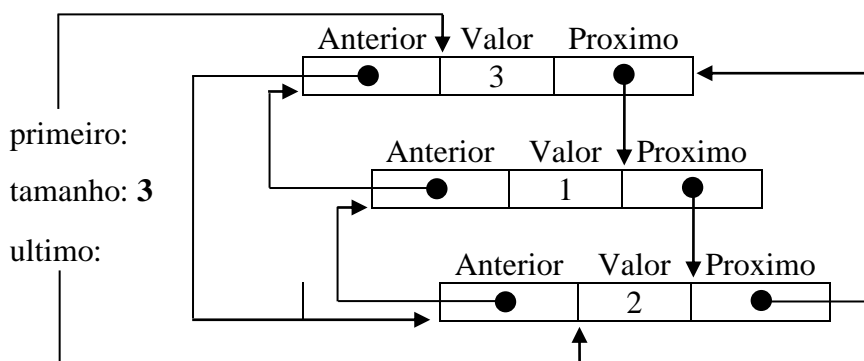 Anterior Valor Proximo
3
primeiro:
Anterior Valor Proximo
tamanho: 3
1
ultimo:
Anterior Valor Proximo
2